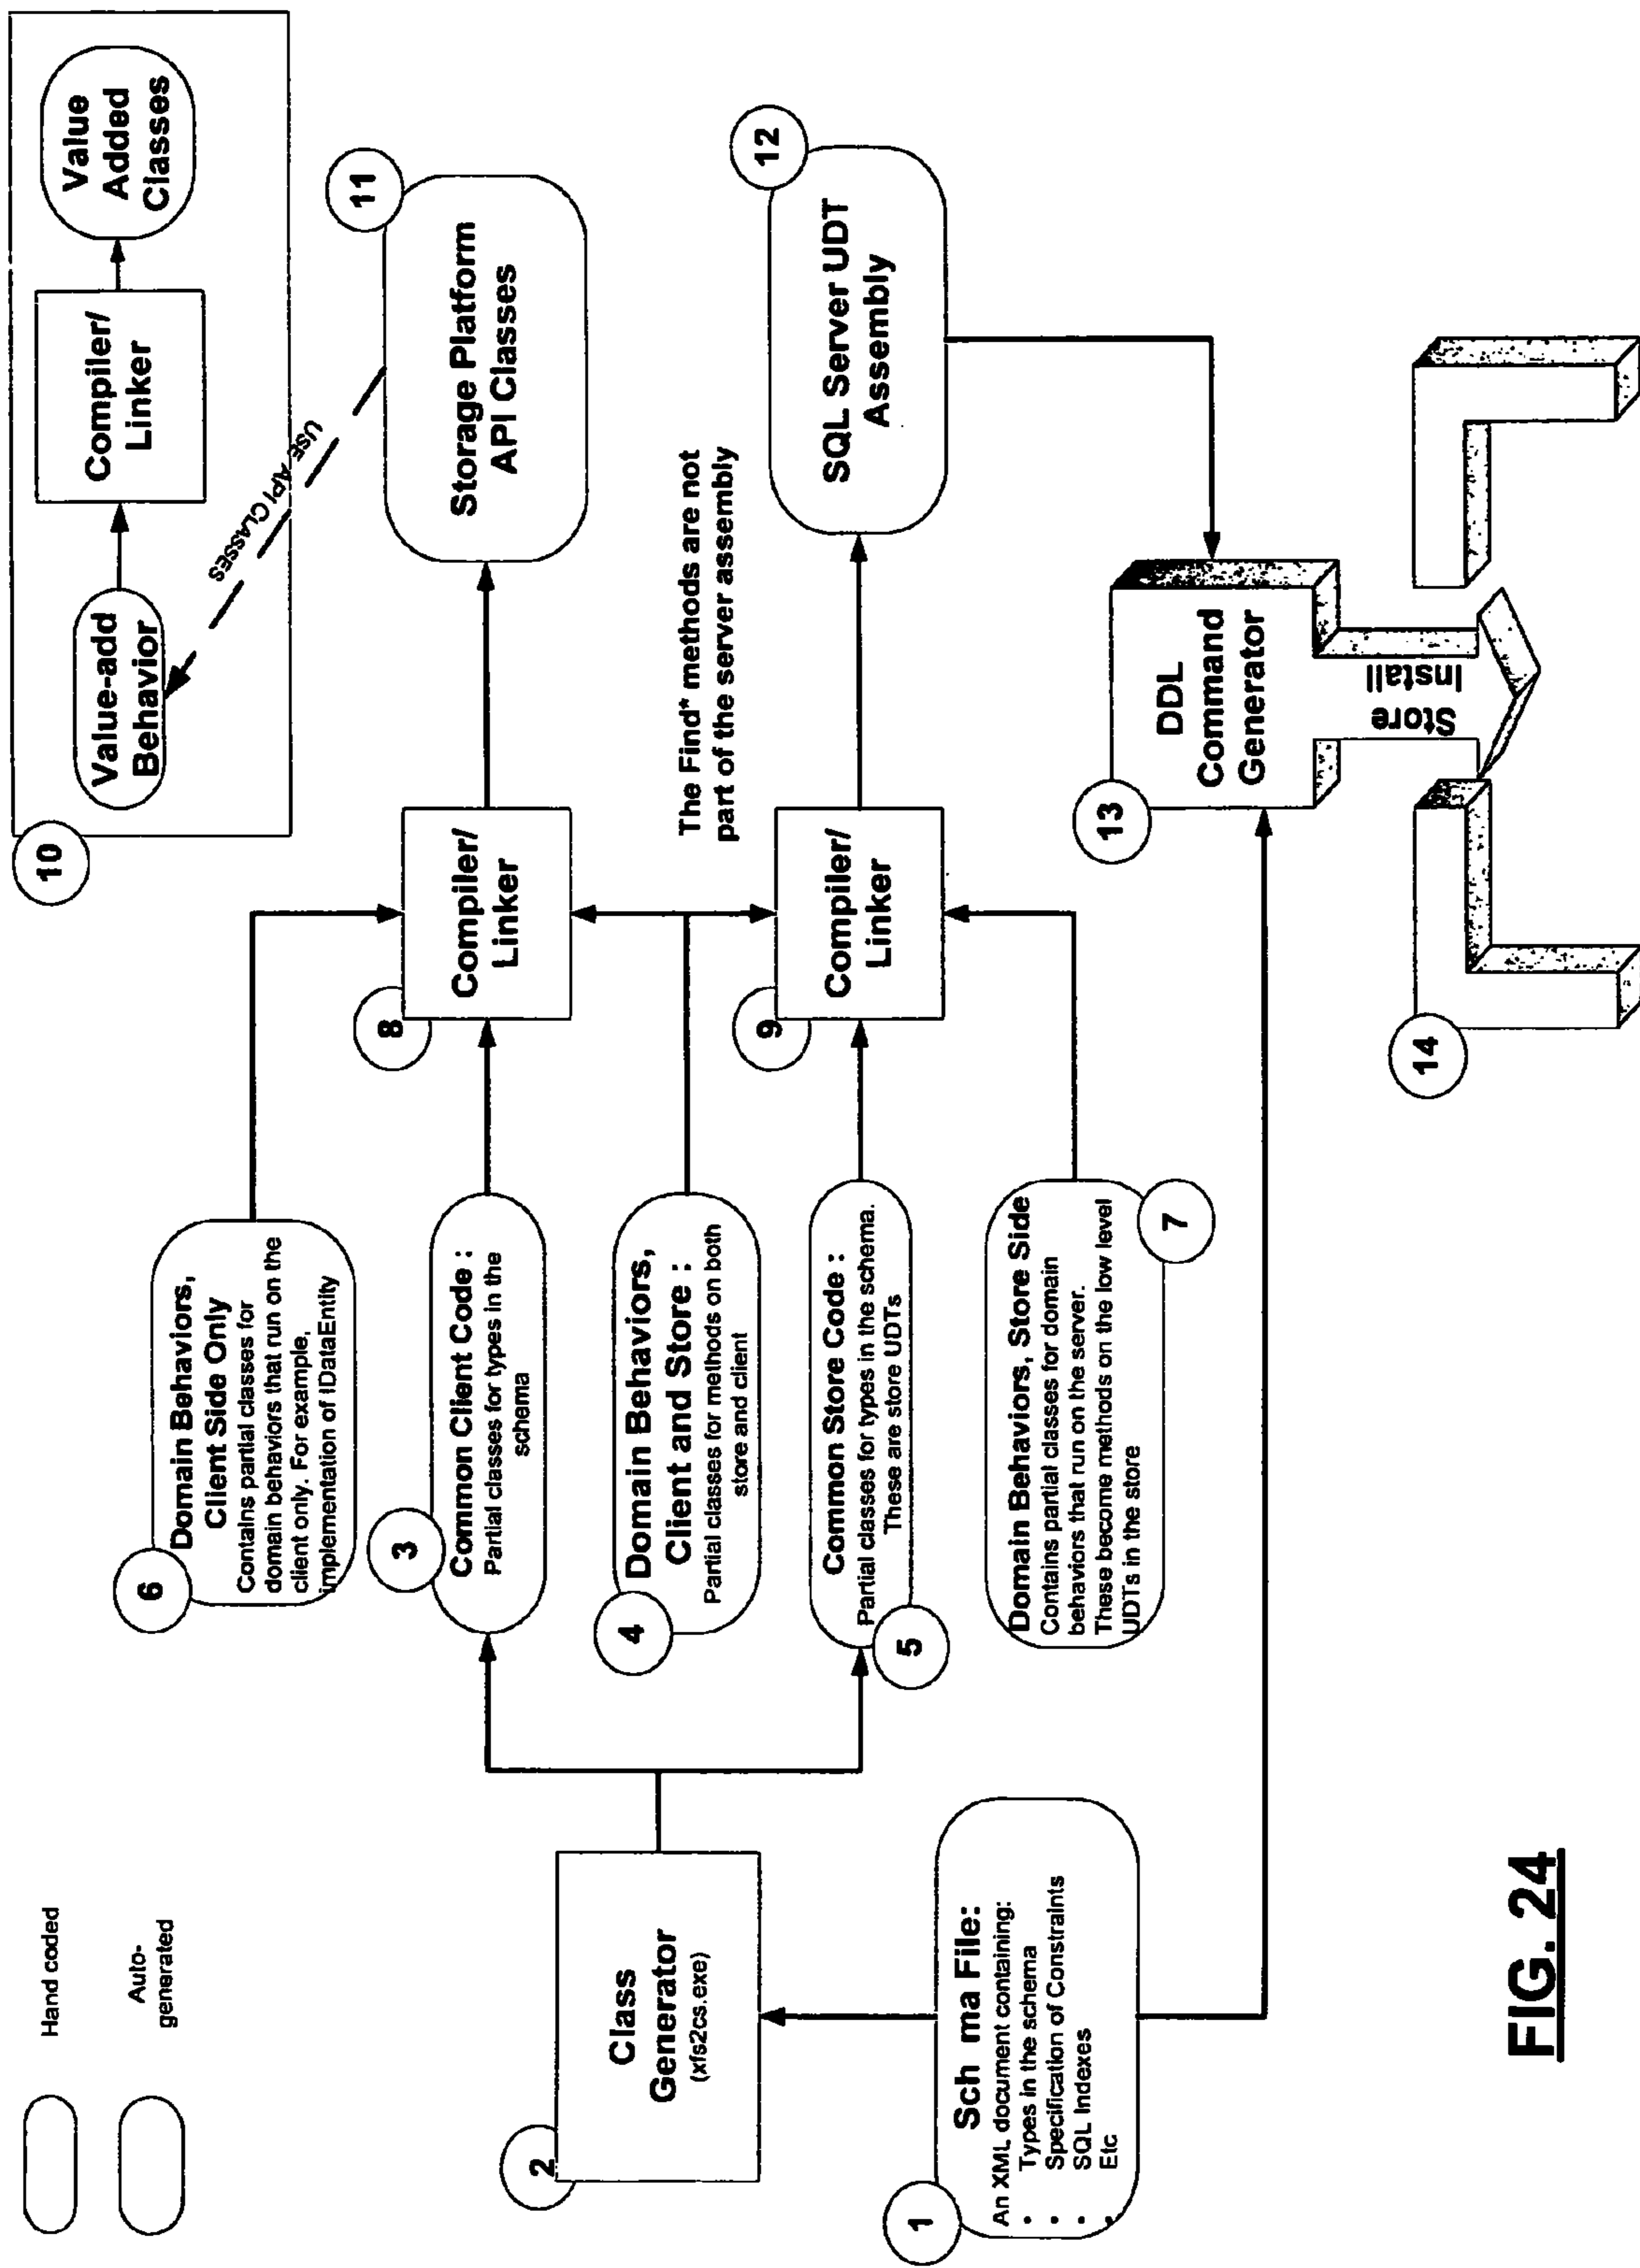 Hand coded
Auto-
generated
10
Value-add
Behavior
Compiler/
Linker
Value
Added
Classes
USE API CLASSES
6
Domain Behaviors,
Client Side Only
Contains partial classes for
domain behaviors that run on the
client only. For example,
implementation of IDataEntity
3
Common Client Code :
Partial classes for types in the
schema
8
Compiler/
Linker
11
Storage Platform
API Classes
2
Class
Generator
(xfs2cs.exe)
4
Domain Behaviors,
Client and Store :
Partial classes for methods on both
store and client
The Find* methods are not
part of the server assembly
5
Common Store Code :
Partial classes for types in the schema.
These are store UDTs
9
Compiler/
Linker
12
SQL Server UDT
Assembly
1
Sch ma File:
An XML document containing:
• Types in the schema
• Specification of Constraints
• SQL Indexes
• Etc
7
Domain Behaviors, Store Side
Contains partial classes for domain
behaviors that run on the server.
These become methods on the low level
UDTs in the store
13
DDL
Command
Generator
Store
Install
14
FIG. 24